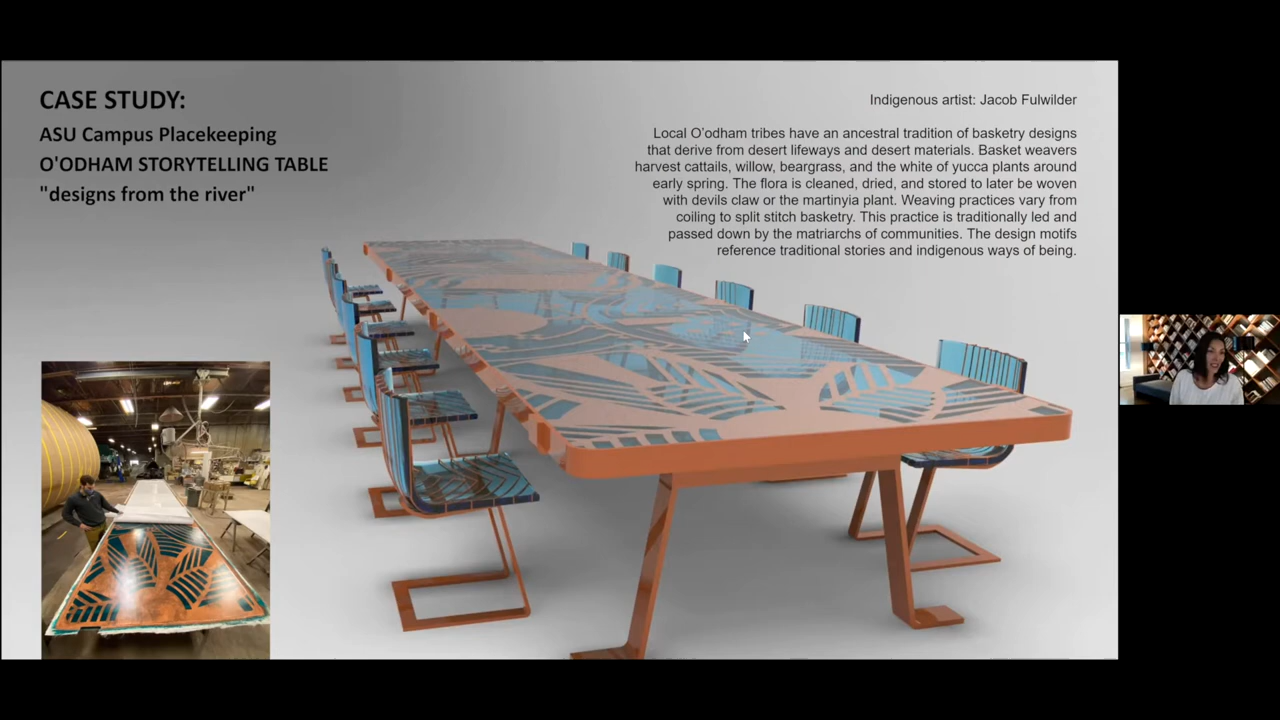 CASE STUDY:
ASU Campus Placekeeping
O'ODHAM STORYTELLING TABLE
"designs from the river"
Indigenous artist: Jacob Fulwilder
Local O'odham tribes have an ancestral tradition of basketry designs
that derive from desert lifeways and desert materials. Basket weavers
harvest cattails, willow, beargrass, and the white of yucca plants around
early spring. The flora is cleaned, dried, and stored to later be woven
with devils claw or the martinyia plant. Weaving practices vary from
coiling to split stitch basketry. This practice is traditionally led and
passed down by the matriarchs of communities. The design motifs
reference traditional stories and indigenous ways of being.